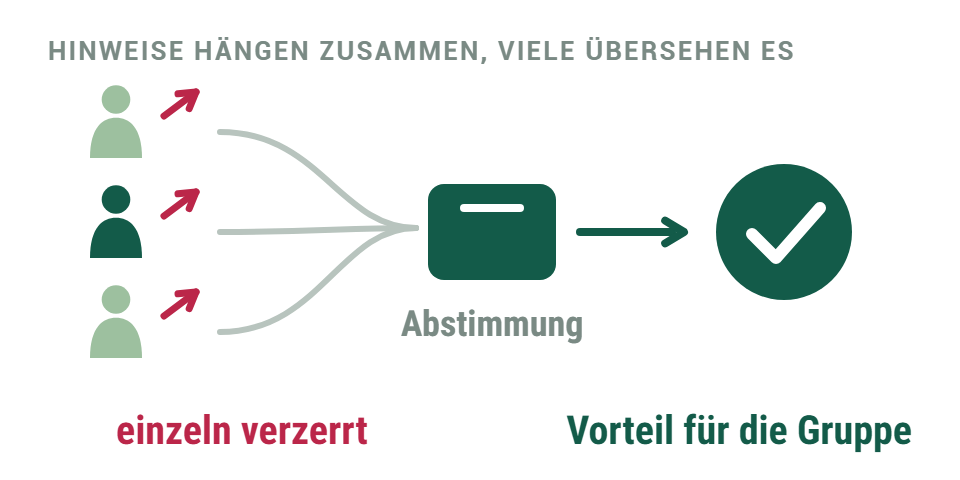 HINWEISE HÄNGEN ZUSAMMEN, VIELE ÜBERSEHEN ES
Abstimmung
einzeln verzerrt
Vorteil für die Gruppe